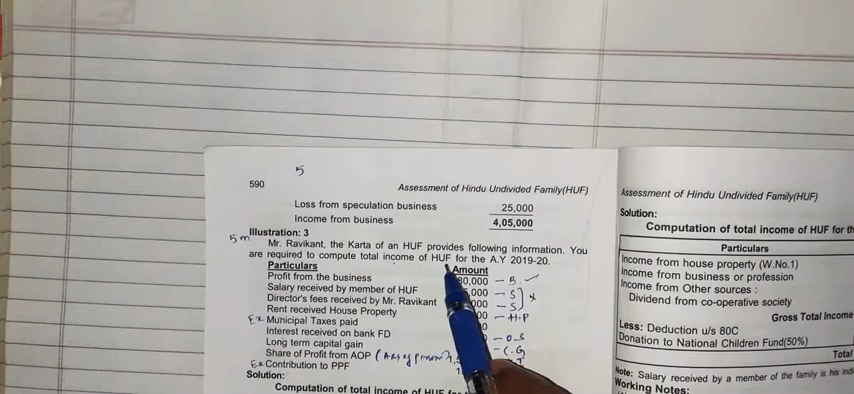 5
590 Assessment of Hindu Undivided Family(HUF)
Loss from speculation business 25,000
Income from business 4,05,000
5m Illustration: 3
Mr. Ravikant, the Karta of an HUF provides following information. You
are required to compute total income of HUF for the A.Y 2019-20.
Particulars Amount
Profit from the business 80,000 – B. ✓
Salary received by member of HUF – S
Director's fees received by Mr. Ravikant – S ×
Rent received House Property – H.P
Ex Municipal Taxes paid
Interest received on bank FD – O.S
Long term capital gain – C.G
Share of Profit from AOP
Ex Contribution to PPF
Solution:
Computation of total income of HUF
Assessment of Hindu Undivided Family(HUF)
Solution:
Computation of total income of HUF for th
Particulars
Income from house property (W.No.1)
Income from business or profession
Income from Other sources :
Dividend from co-operative society
Gross Total Income
Less: Deduction u/s 80C
Donation to National Children Fund(50%)
Total
Note: Salary received by a member of the family is his indi
Working Notes: